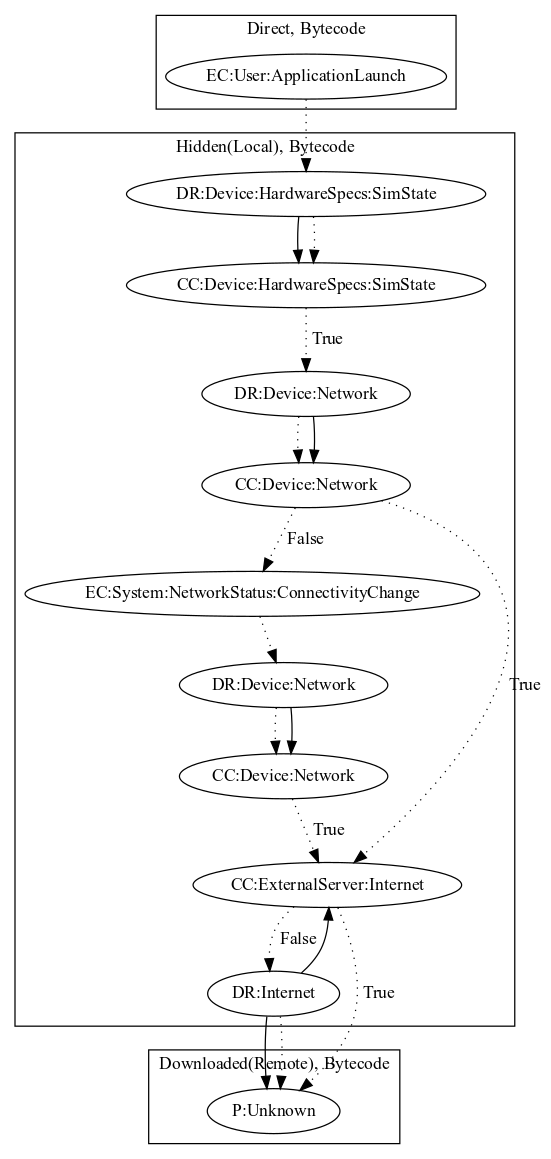 Direct, Bytecode
EC:User:ApplicationLaunch
Hidden(Local), Bytecode
DR:Device:HardwareSpecs:SimState
CC:Device:HardwareSpecs:SimState
True
DR:Device:Network
CC:Device:Network
False
EC:System:NetworkStatus:ConnectivityChange
DR:Device:Network
True
CC:Device:Network
True
CC:ExternalServer:Internet
False
DR:Internet
True
Downloaded(Remote), Bytecode
P:Unknown